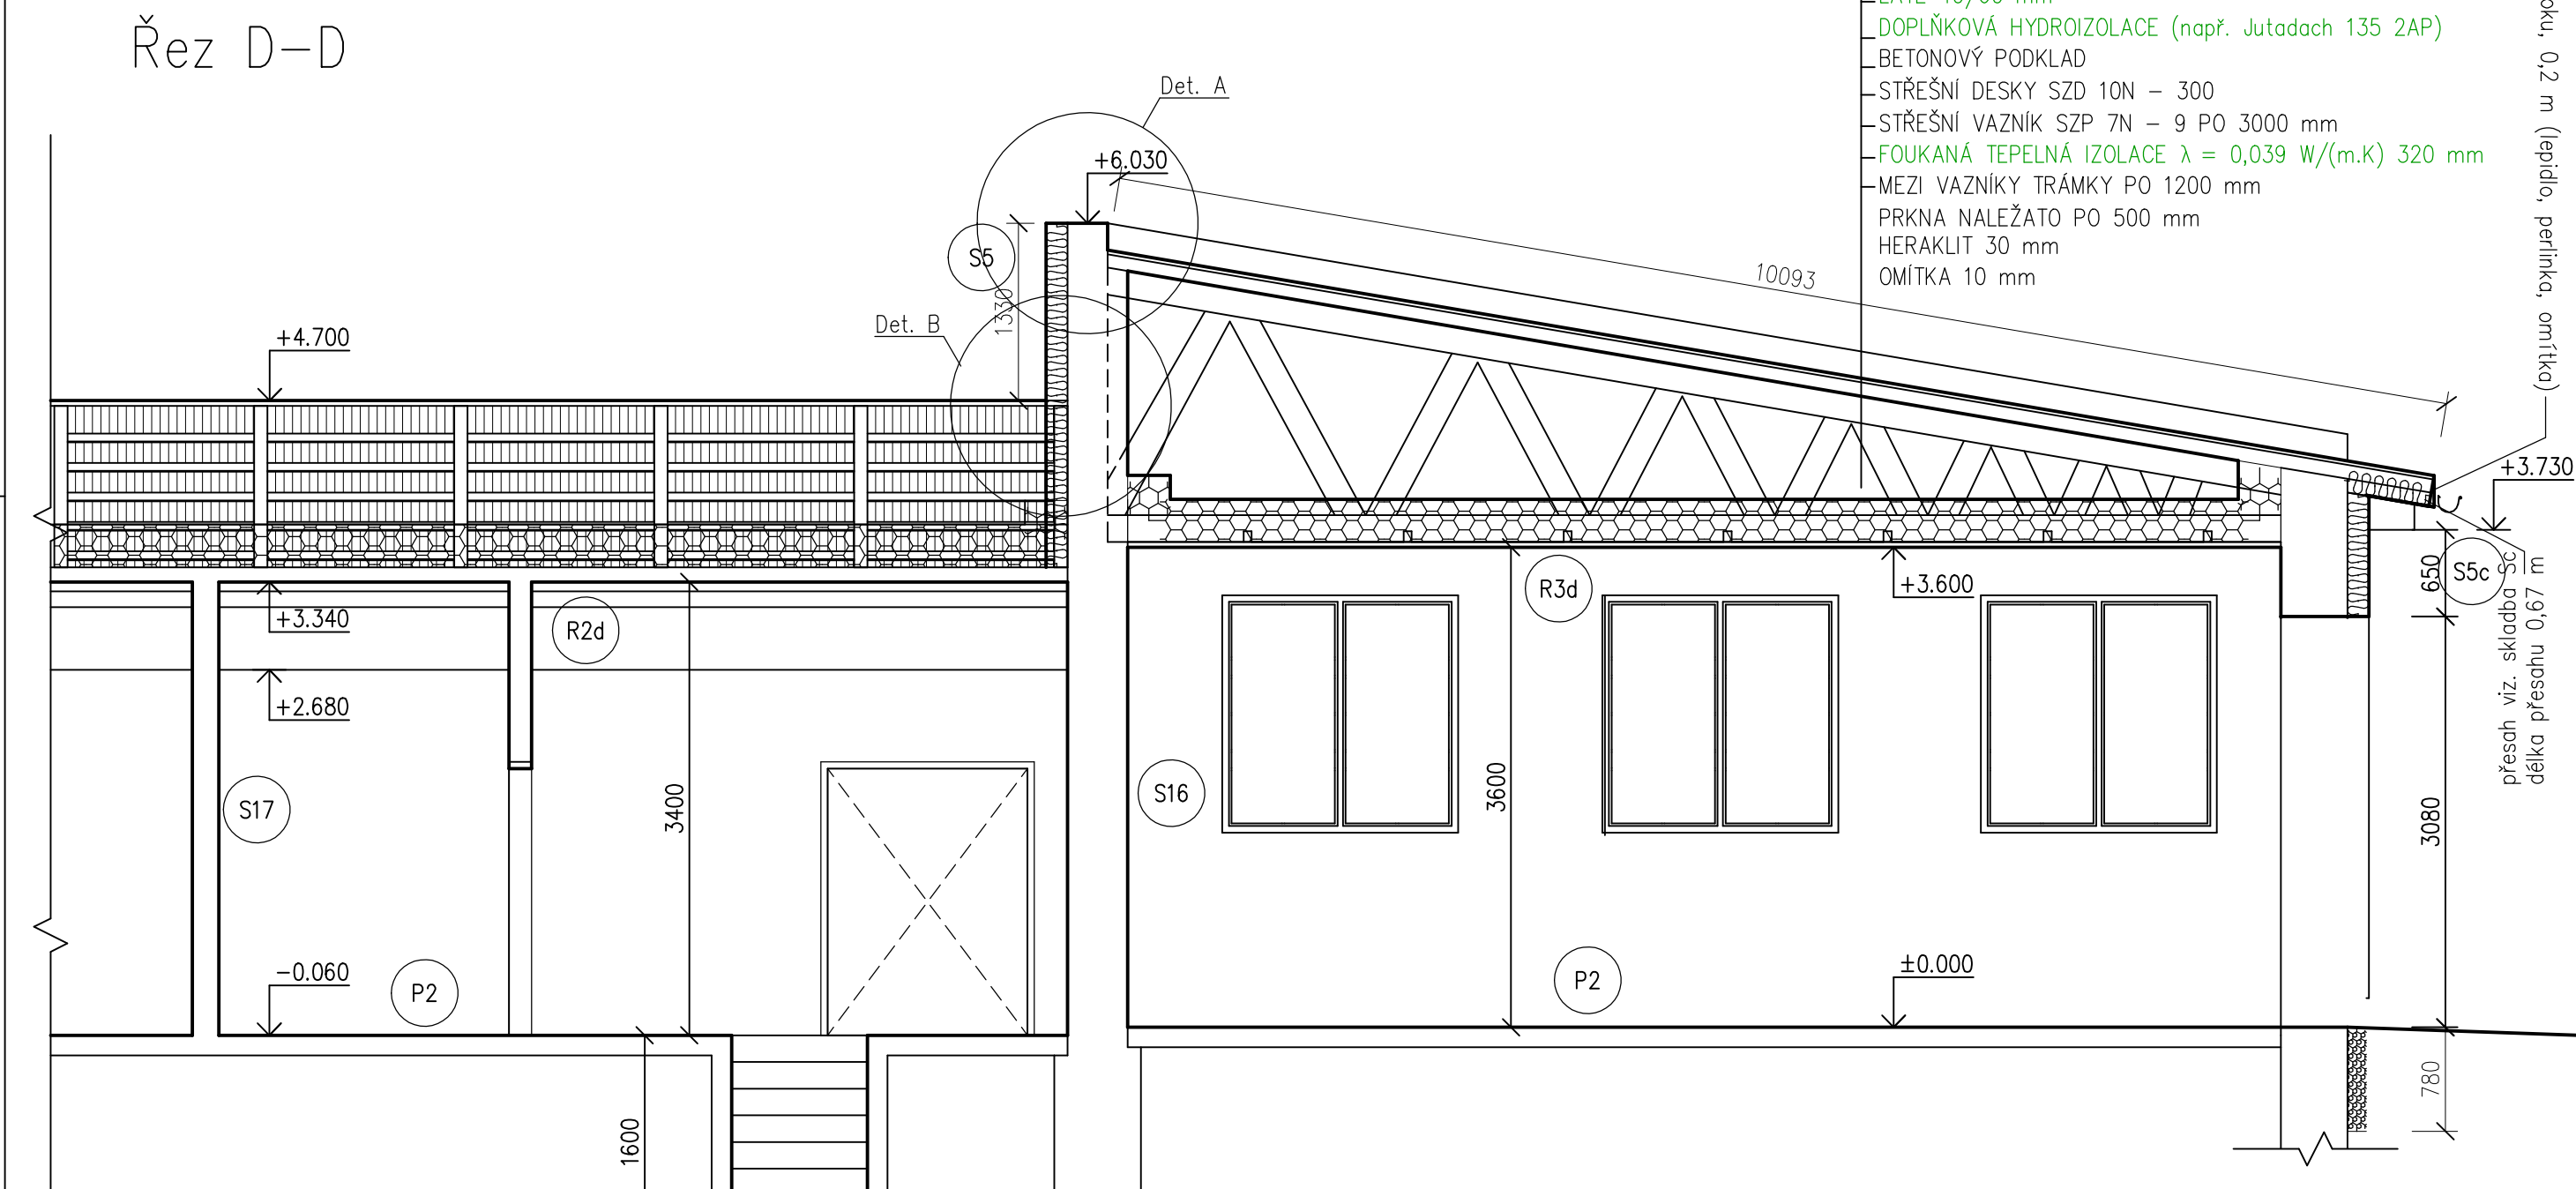 Řez D–D
DOPLŇKOVÁ HYDROIZOLACE (např. Jutadach 135 2AP)
BETONOVÝ PODKLAD
STŘEŠNÍ DESKY SZD 10N – 300
STŘEŠNÍ VAZNÍK SZP 7N – 9 PO 3000 mm
FOUKANÁ TEPELNÁ IZOLACE λ = 0,039 W/(m.K) 320 mm
MEZI VAZNÍKY TRÁMKY PO 1200 mm
PRKNA NALEŽATO PO 500 mm
HERAKLIT 30 mm
OMÍTKA 10 mm
0,2 m (lepidlo, perlinka, omítka)
Det. A
+6.030
S5
1330
Det. B
10093
+4.700
+3.730
650
S5c
přesah viz. skladba Sc
délka přesahu 0,67 m
+3.340
R2d
R3d
+3.600
+2.680
S17
3400
S16
3600
3080
-0.060
P2
P2
±0.000
780
1600